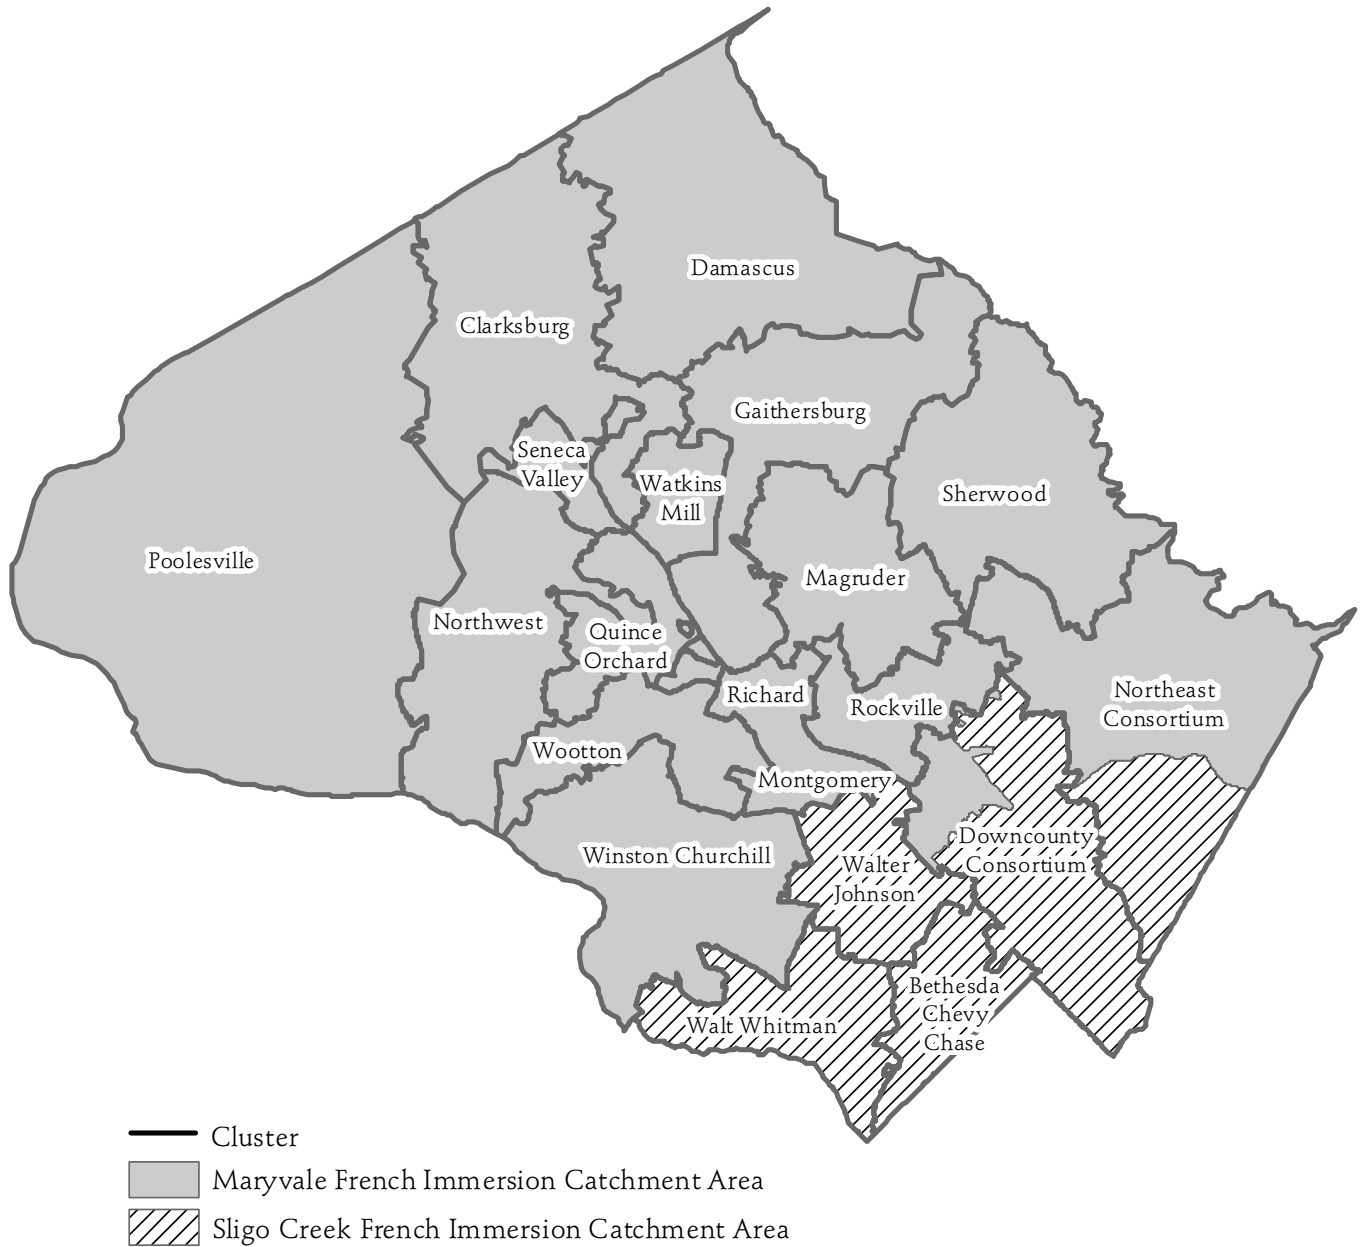 Damascus
Clarksburg
Gaithersburg
Seneca
Valley
Watkins
Mill
Sherwood
Poolesville
Magruder
Northwest
Quince
Orchard
Richard
Montgomery
Rockville
Northeast
Consortium
Wootton
Downcounty
Consortium
Winston Churchill
Walter
Johnson
Bethesda
Chevy
Chase
Walt Whitman
Cluster
Maryvale French Immersion Catchment Area
Sligo Creek French Immersion Catchment Area